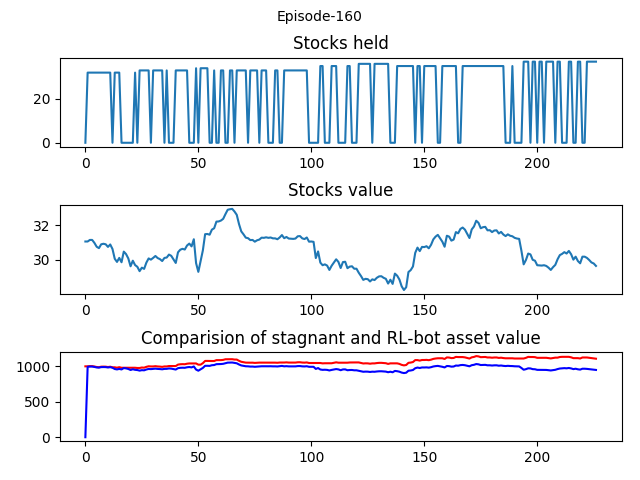 Episode-160
Stocks held
20
0
0 50 100 150 200
Stocks value
32
30
0 50 100 150 200
Comparision of stagnant and RL-bot asset value
1000
500
0
0 50 100 150 200